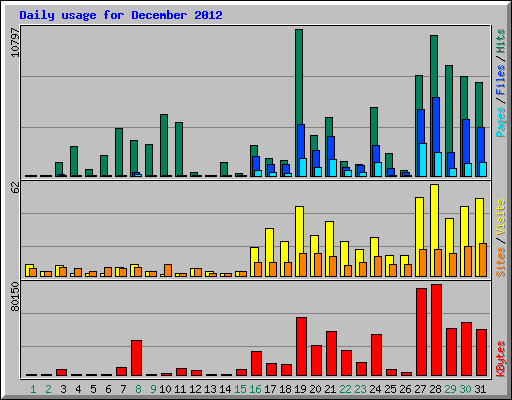 Daily usage for December 2012
10797
Pages / Files / Hits
62
Sites / Visits
80150
KBytes
1 2 3 4 5 6 7 8 9 10 11 12 13 14 15 16 17 18 19 20 21 22 23 24 25 26 27 28 29 30 31